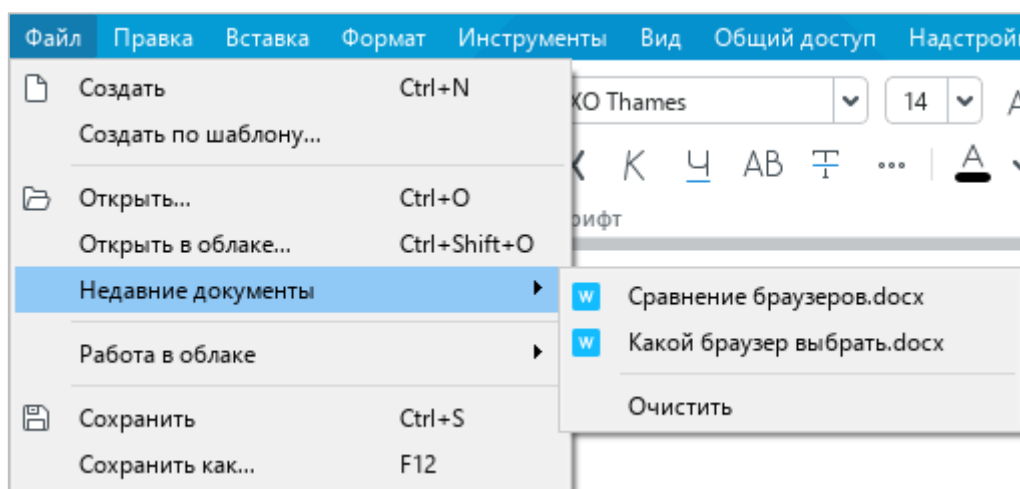 Файл Правка Вставка Формат Инструменты Вид Общий доступ Надстрой
Создать Ctrl+N
XO Thames 14
Создать по шаблону...
К Ч АВ Т ... А
Открыть... Ctrl+O
рифт
Открыть в облаке... Ctrl+Shift+O
Недавние документы
W Сравнение браузеров.docx
W Какой браузер выбрать.docx
Работа в облаке
Очистить
Сохранить Ctrl+S
Сохранить как... F12